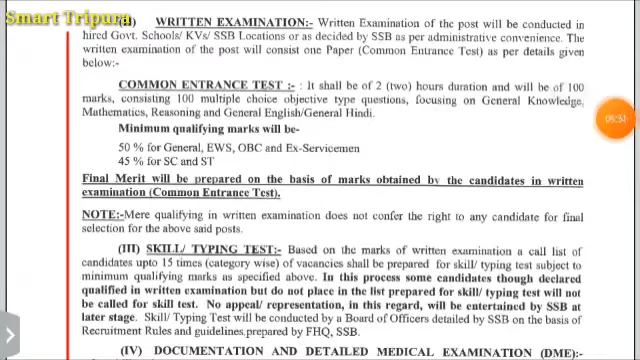 Smart Tripura
WRITTEN EXAMINATION:- Written Examination of the post will be conducted in
hired Govt. Schools/ KVs/ SSB Locations or as decided by SSB as per administrative convenience. The
written examination of the post will consist one Paper (Common Entrance Test) as per details given
below:-
COMMON ENTRANCE TEST :- : It shall be of 2 (two) hours duration and will be of 100
marks, consisting 100 multiple choice objective type questions, focusing on General Knowledge,
Mathematics, Reasoning and General English/General Hindi.
Minimum qualifying marks will be-
50 % for General, EWS, OBC and Ex-Servicemen
45 % for SC and ST
Final Merit will be prepared on the basis of marks obtained by the candidates in written
examination (Common Entrance Test).
NOTE:- Mere qualifying in written examination does not confer the right to any candidate for final
selection for the above said posts.
(III) SKILL/ TYPING TEST:- Based on the marks of written examination a call list of
candidates upto 15 times (category wise) of vacancies shall be prepared for skill/typing test subject to
minimum qualifying marks as specified above. In this process some candidates though declared
qualified in written examination but do not place in the list prepared for skill/ typing test will not
be called for skill test. No appeal/ representation, in this regard, will be entertained by SSB at
later stage. Skill/Typing Test will be conducted by a Board of Officers detailed by SSB on the basis of
Recruitment Rules and guidelines prepared by FHQ, SSB.
(IV) DOCUMENTATION AND DETAILED MEDICAL EXAMINATION (DME):-